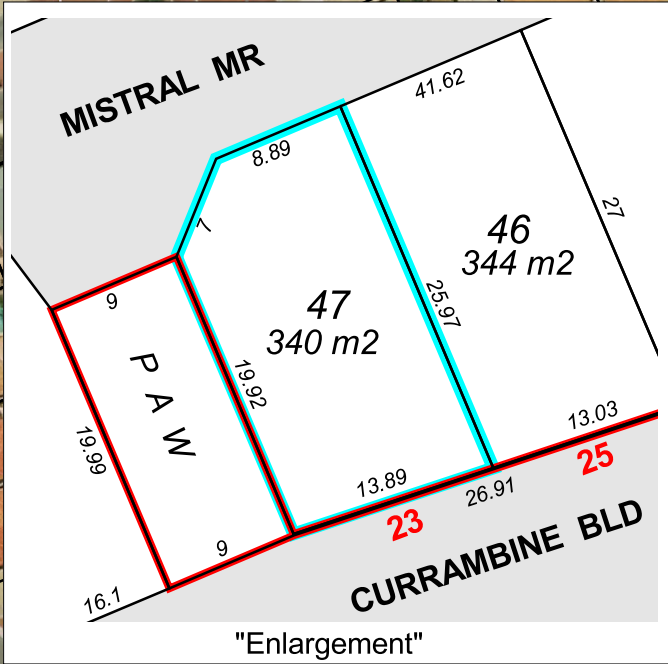 MISTRAL MR
41.62
8.89
7
27
46
344 m2
9
25.97
47
340 m2
P A W
19.92
19.99
13.03
25
13.89
26.91
23
9
CURRAMBINE BLD
16.1
"Enlargement"